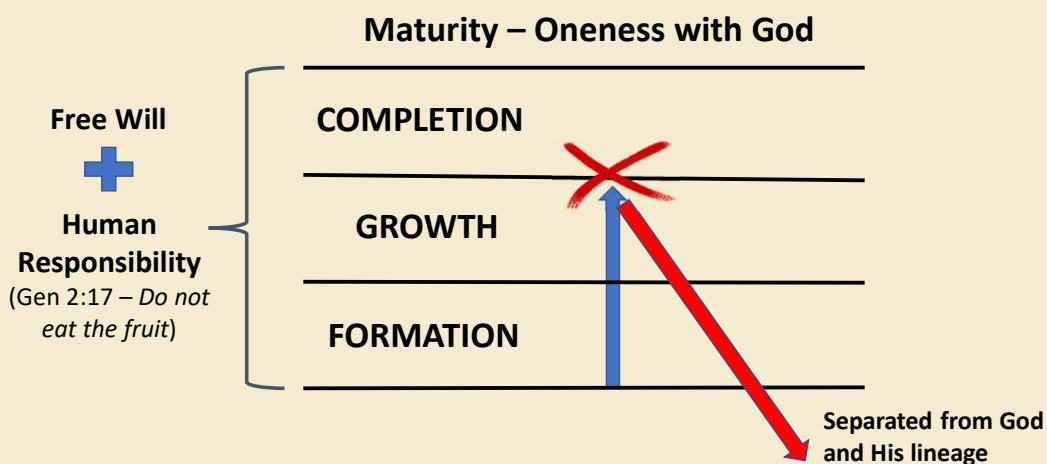 Maturity – Oneness with God
Free Will
COMPLETION
Human
Responsibility
(Gen 2:17 – Do not
eat the fruit)
GROWTH
FORMATION
Separated from God
and His lineage